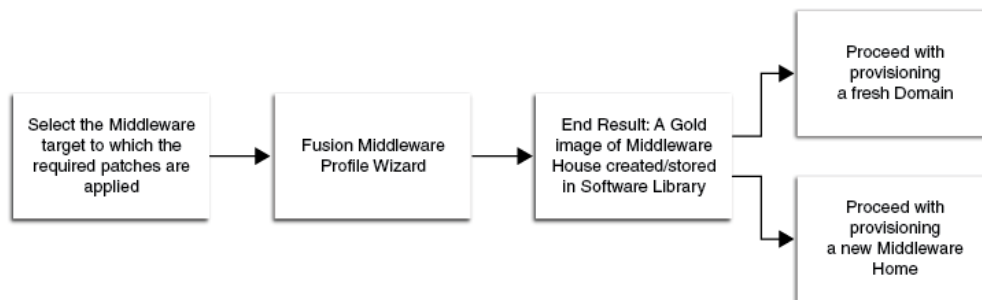 Select the Middleware
target to which the
required patches are
applied
Fusion Middleware
Profile Wizard
End Result: A Gold
image of Middleware
House created/stored
in Software Library
Proceed with
provisioning
a fresh Domain
Proceed with
provisioning
a new Middleware
Home